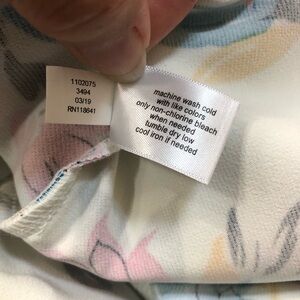 1102075
3494
03/19
RN118641
machine wash cold
with like colors
only non-chlorine bleach
when needed
tumble dry low
cool iron if needed